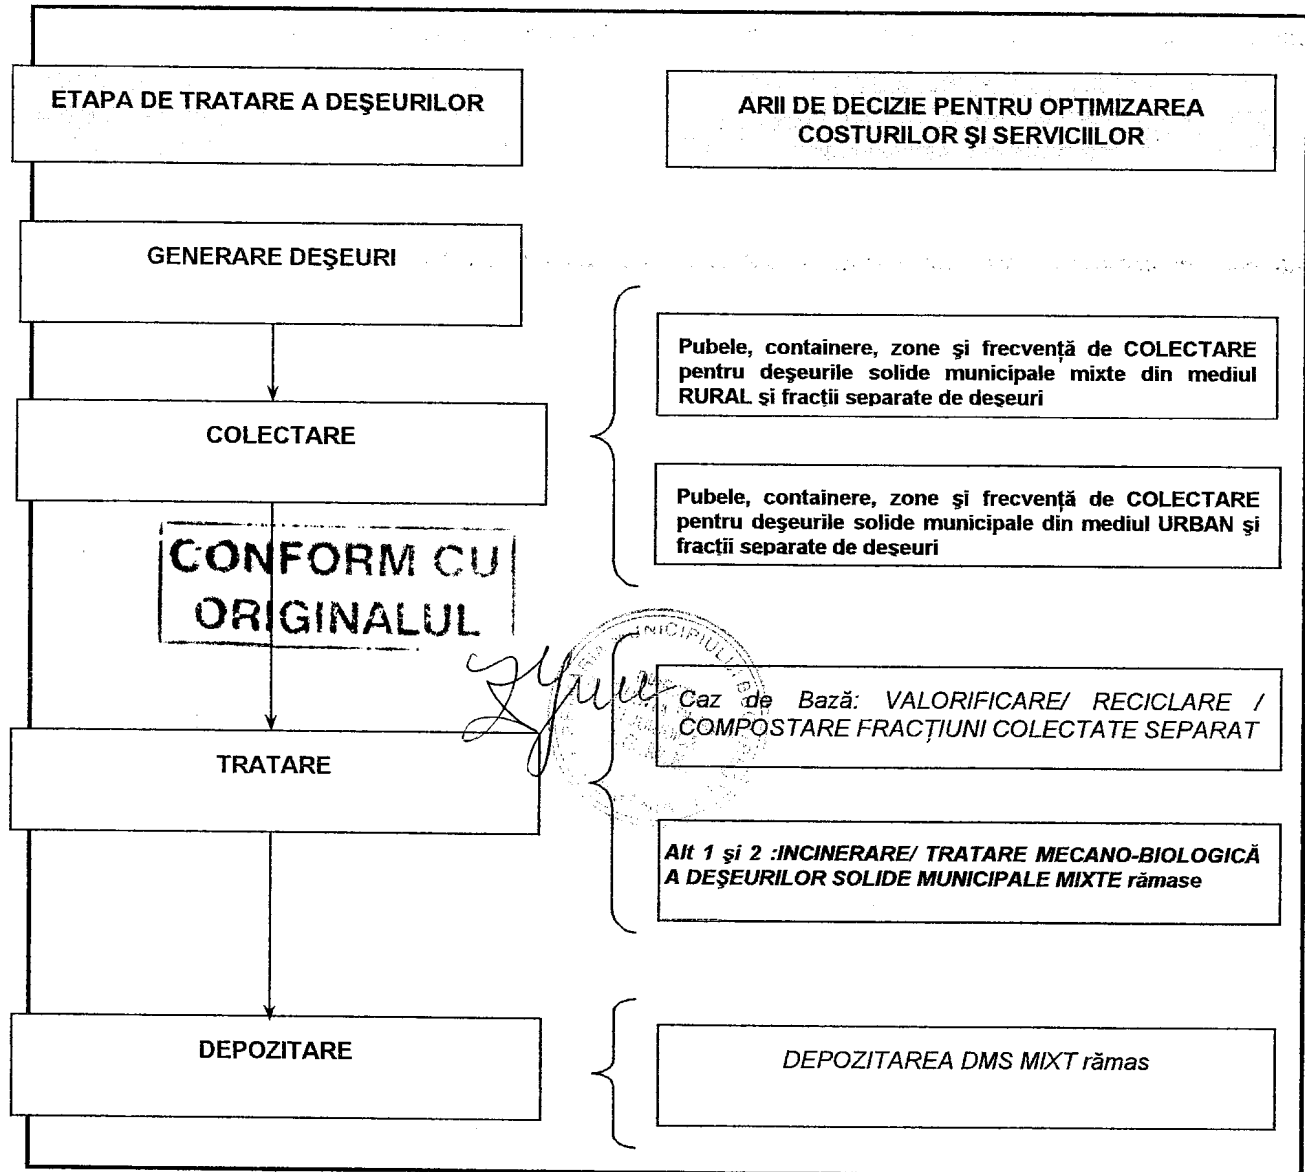 ETAPA DE TRATARE A DEŞEURILOR
ARII DE DECIZIE PENTRU OPTIMIZAREA
COSTURILOR ŞI SERVICIILOR
GENERARE DEŞEURI
Pubele, containere, zone şi frecvenţă de COLECTARE
pentru deşeurile solide municipale mixte din mediul
RURAL şi fracţii separate de deşeuri
COLECTARE
Pubele, containere, zone şi frecvenţă de COLECTARE
pentru deşeurile solide municipale din mediul URBAN şi
fracţii separate de deşeuri
CONFORM CU
ORIGINALUL
Caz de Bază: VALORIFICARE/ RECICLARE /
COMPOSTARE FRACŢIUNI COLECTATE SEPARAT
TRATARE
Alt 1 şi 2 :INCINERARE/ TRATARE MECANO-BIOLOGICĂ
A DEŞEURILOR SOLIDE MUNICIPALE MIXTE rămase
DEPOZITARE
DEPOZITAREA DMS MIXT rămas